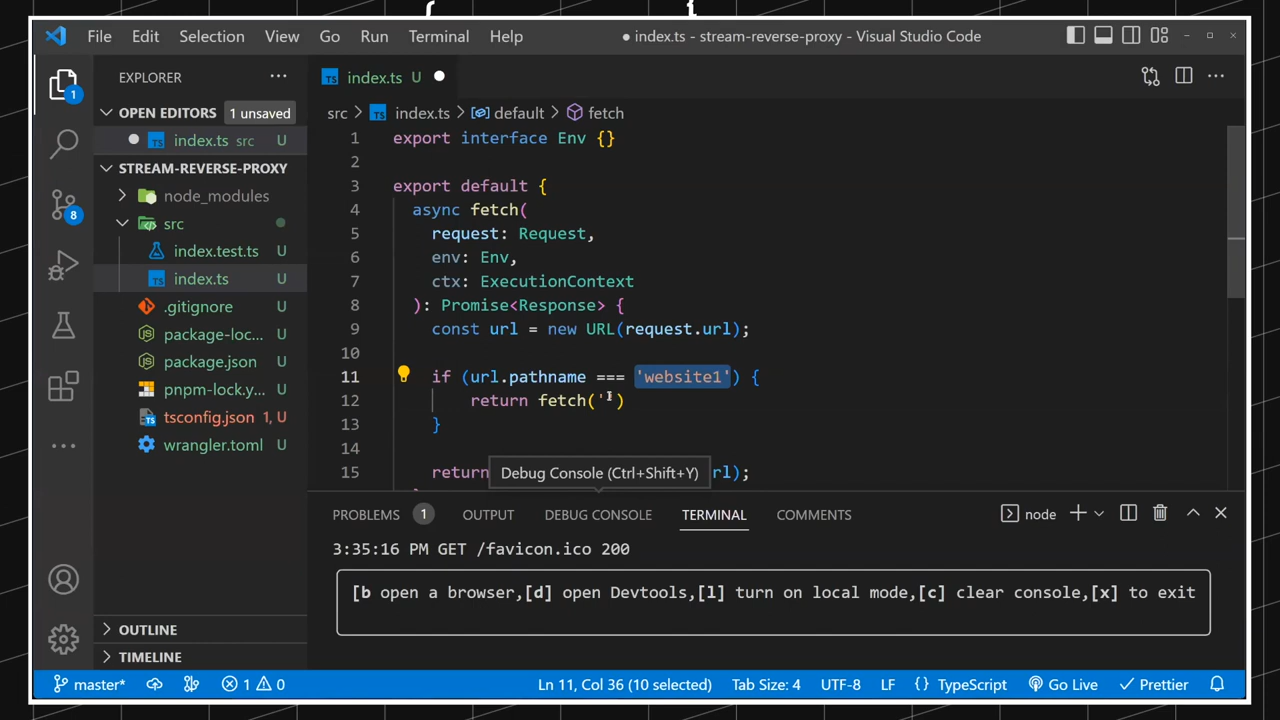 File Edit Selection View Go Run Terminal Help ● index.ts - stream-reverse-proxy - Visual Studio Code
EXPLORER ···
TS index.ts U ●
OPEN EDITORS 1 unsaved
● TS index.ts src U
STREAM-REVERSE-PROXY
node_modules
src
index.test.ts U
TS index.ts U
.gitignore U
package-loc... U
package.json U
pnpm-lock.y... U
tsconfig.json 1, U
wrangler.toml U
OUTLINE
TIMELINE
1
8
src > TS index.ts > default > fetch
1 export interface Env {}
2
3 export default {
4 async fetch(
5 request: Request,
6 env: Env,
7 ctx: ExecutionContext
8 ): Promise<Response> {
9 const url = new URL(request.url);
10
11 if (url.pathname === 'website1') {
12 return fetch('')
13 }
14
15 return rl);
Debug Console (Ctrl+Shift+Y)
PROBLEMS 1 OUTPUT DEBUG CONSOLE TERMINAL COMMENTS node
3:35:16 PM GET /favicon.ico 200
[b open a browser,[d] open Devtools,[l] turn on local mode,[c] clear console,[x] to exit
master* 1 0 Ln 11, Col 36 (10 selected) Tab Size: 4 UTF-8 LF {} TypeScript Go Live Prettier